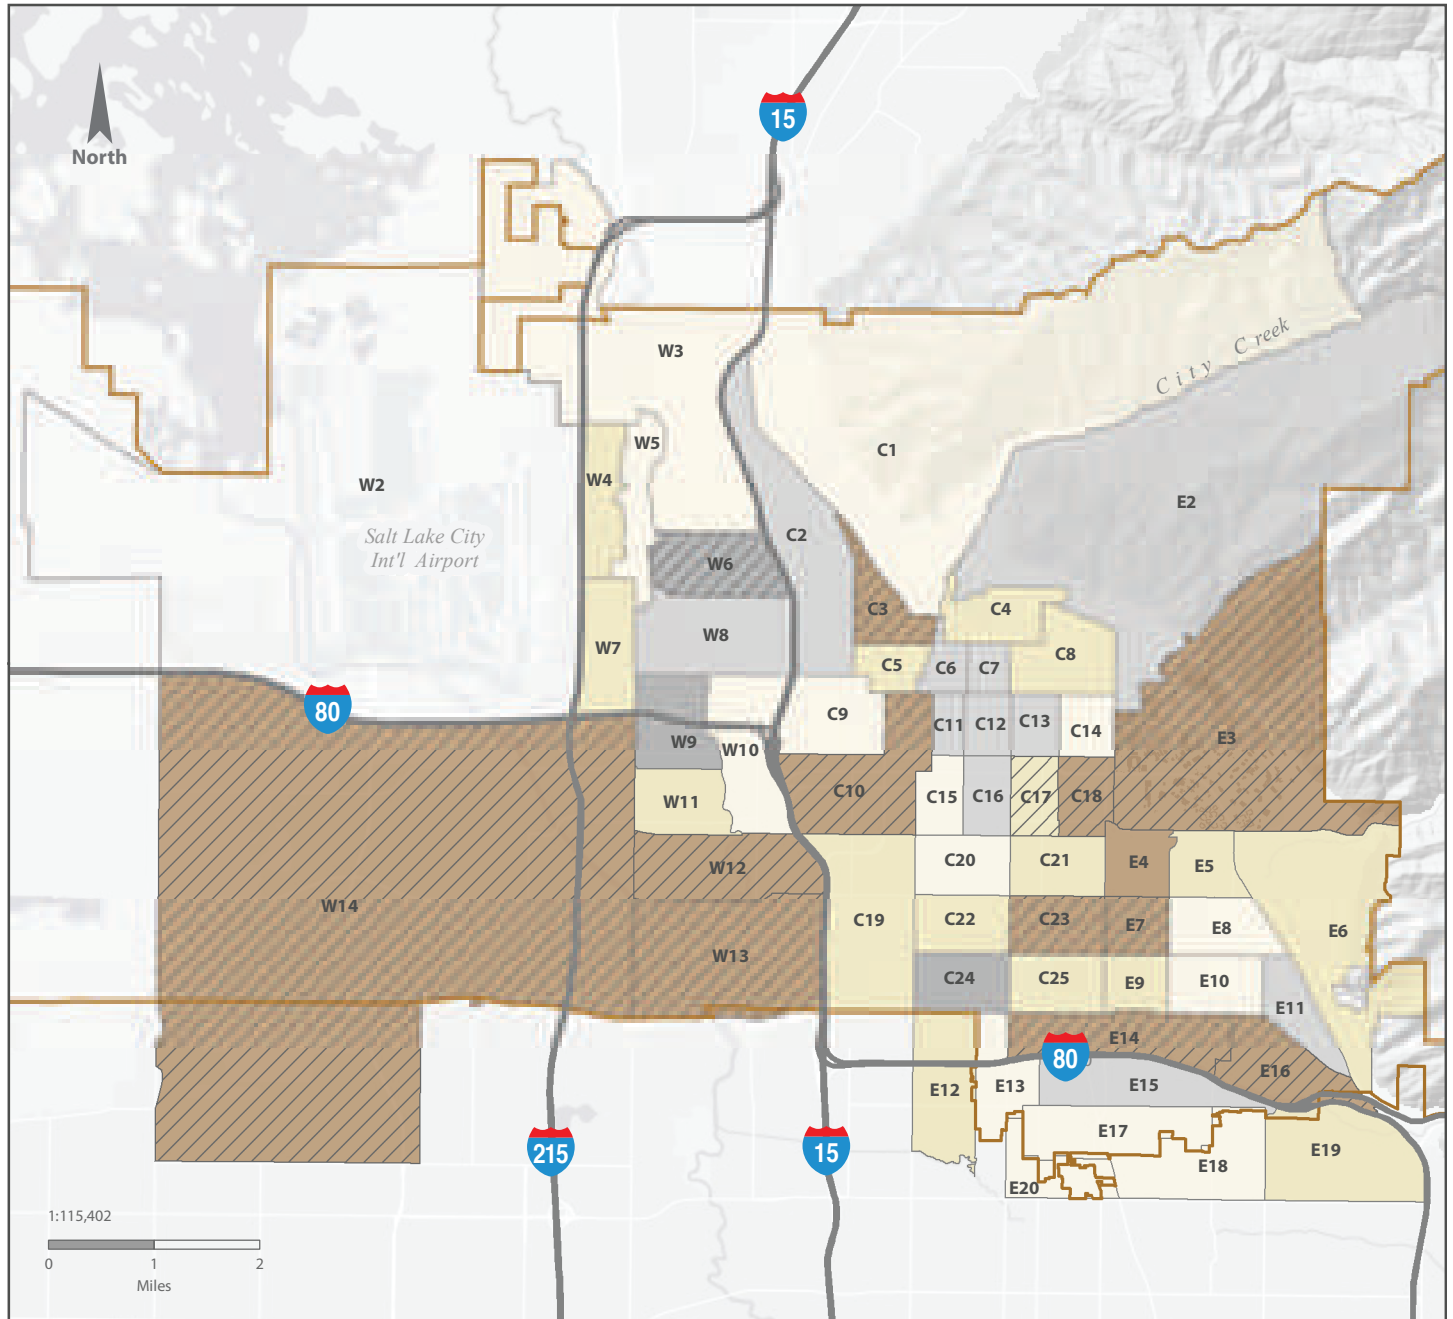 15
North
W3
City Creek
W5
C1
W4
W2
E2
Salt Lake City
Int'l Airport
C2
W6
C3
C4
W8
W7
C8
C5
C6
C7
80
C9
C11
C12
C13
C14
E3
W9
W10
C10
C15
C16
C17
C18
W11
C20
C21
E4
E5
W12
W14
C19
C22
C23
E7
E8
E6
W13
C24
C25
E9
E10
E11
E14
80
E16
E12
E13
E15
E17
215
15
E19
E18
E20
1:115,402
0
1
2
Miles